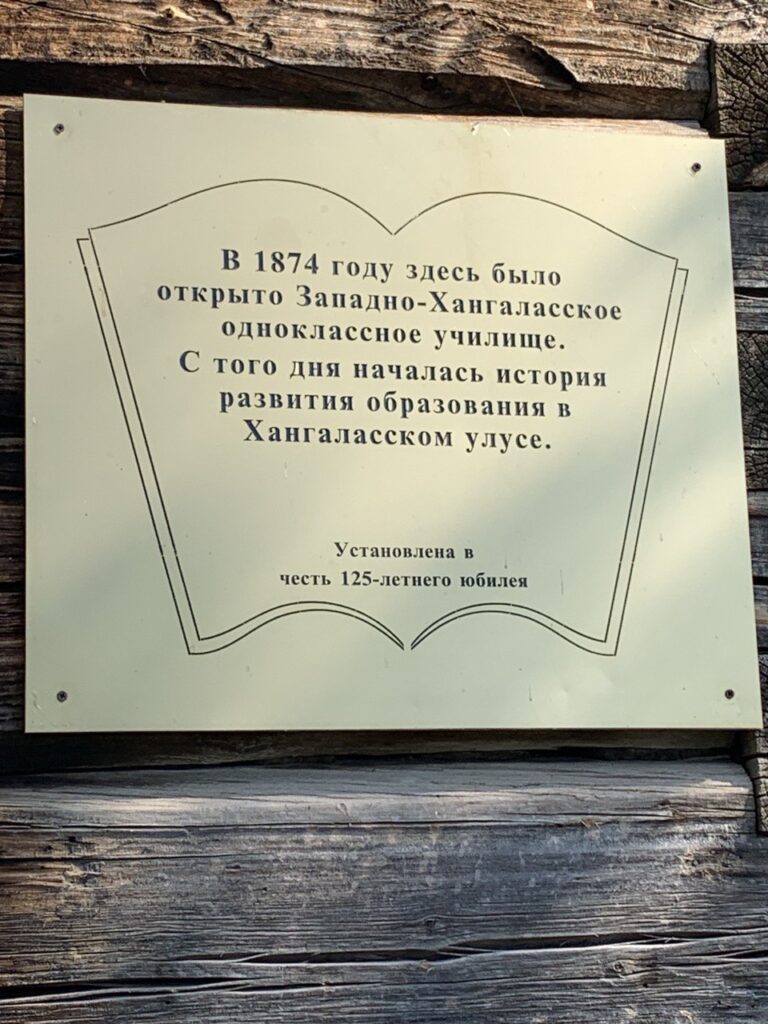 В 1874 году здесь было
открыто Западно-Хангаласское
одноклассное училище.
С того дня началась история
развития образования в
Хангаласском улусе.
Установлена в
честь 125-летнего юбилея